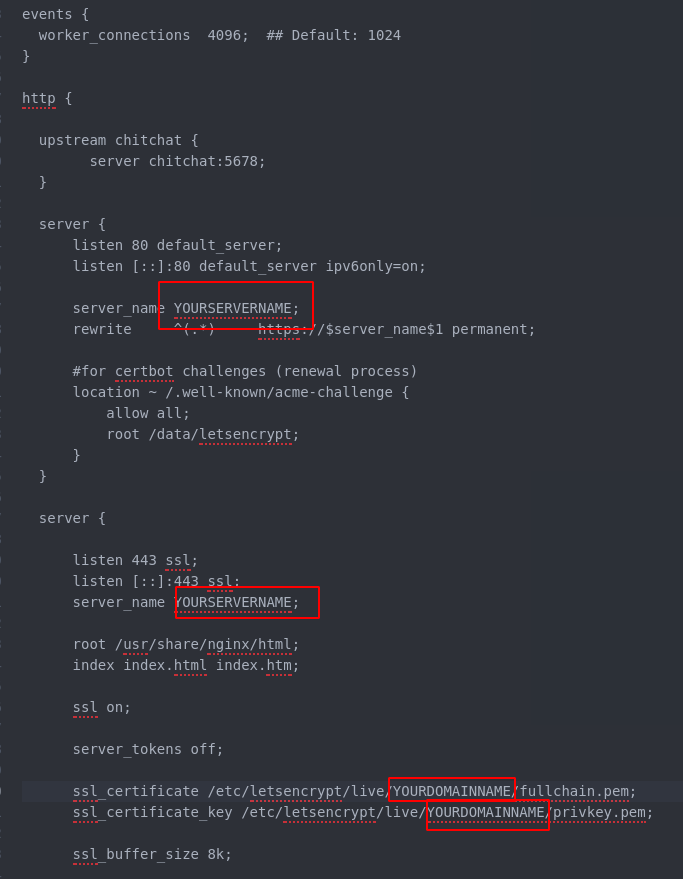 events {
worker_connections  4096;  ## Default: 1024
}
http {
upstream chitchat {
server chitchat:5678;
}
server {
listen 80 default_server;
listen [::]:80 default_server ipv6only=on;
server_name YOURSERVERNAME;
rewrite     ^(.*)     https://$server_name$1 permanent;
#for certbot challenges (renewal process)
location ~ /.well-known/acme-challenge {
allow all;
root /data/letsencrypt;
}
}
server {
listen 443 ssl;
listen [::]:443 ssl;
server_name YOURSERVERNAME;
root /usr/share/nginx/html;
index index.html index.htm;
ssl on;
server_tokens off;
ssl_certificate /etc/letsencrypt/live/YOURDOMAINNAME/fullchain.pem;
ssl_certificate_key /etc/letsencrypt/live/YOURDOMAINNAME/privkey.pem;
ssl_buffer_size 8k;